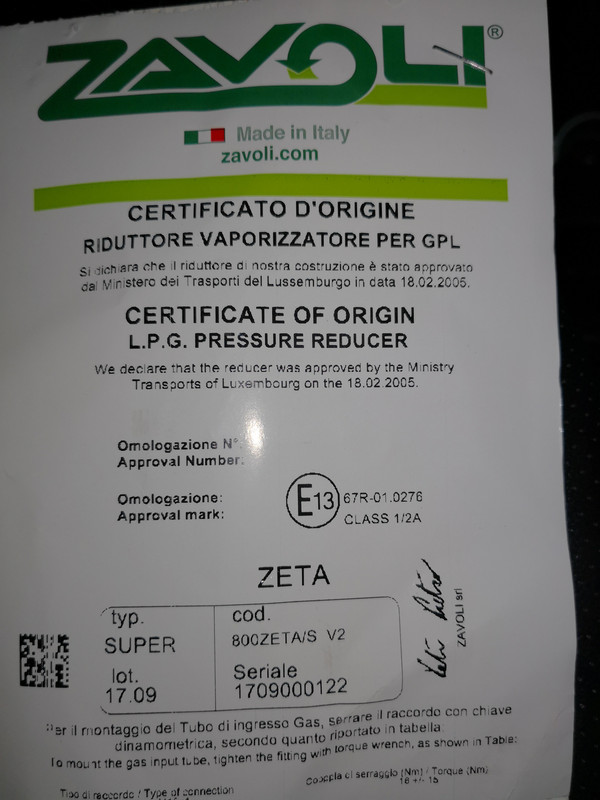 ZAVOLI®
Made in Italy
zavoli.com
CERTIFICATO D'ORIGINE
RIDUTTORE VAPORIZZATORE PER GPL
Si dichiara che il riduttore di nostra costruzione è stato approvato
dal Ministero dei Trasporti del Lussemburgo in data 18.02.2005.
CERTIFICATE OF ORIGIN
L.P.G. PRESSURE REDUCER
We declare that the reducer was approved by the Ministry
Transports of Luxembourg on the 18.02 2005.
Omologazione N°.
Approval Number.
Omologazione:
Approval mark:
E13
67R-01.0276
CLASS 1/2A
ZETA
typ.
SUPER
cod.
800ZETA/S V2
lot.
17.09
Seriale
1709000122
ZAVOLI srl
Per il montaggio del Tubo di ingresso Gas, serrare il raccordo con chiave
dinamometrica, secondo quanto riportato in tabella
To mount the gas input tube, tighten the fitting with torque wrench, as shown in Table:
Tipo di raccordo / Type of connection
Coppia di serraggio (Nm) / Torque (Nm)